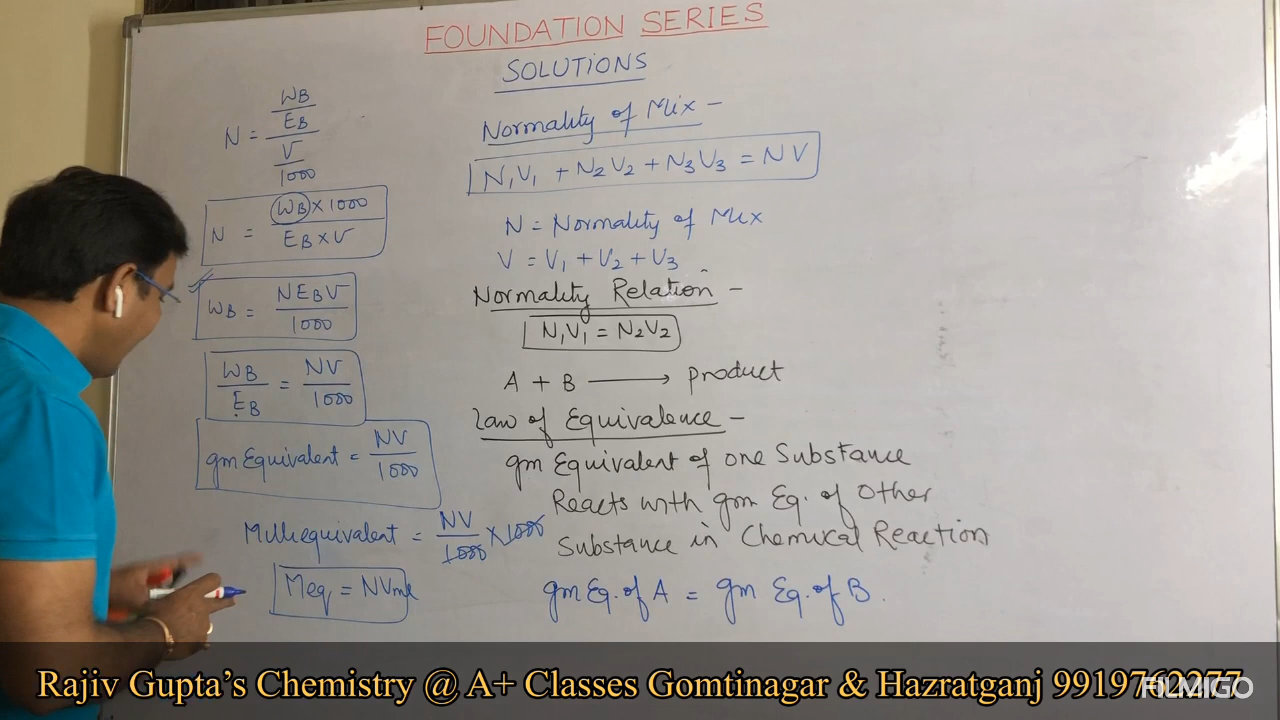 FOUNDATION SERIES
SOLUTIONS
N = WB/EB / V/1000
N = WB × 1000 / EB × V
WB = NEBV / 1000
WB / EB = NV / 1000
gm Equivalent = NV / 1000
Milliequivalent = NV / 1000 × 1000
Meq = NVml
Normality of Mix –
N1V1 + N2V2 + N3V3 = NV
N = Normality of Mix
V = V1 + V2 + V3
Normality Relation –
N1V1 = N2V2
A + B ⟶ product
Law of Equivalence –
gm Equivalent of one Substance
Reacts with gm Eq. of Other
Substance in Chemical Reaction
gm Eq. of A = gm Eq. of B.
Rajiv Gupta’s Chemistry @ A+ Classes Gomtinagar & Hazratganj 9919762277
FILMIGO